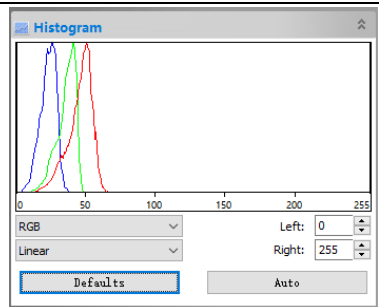 Histogram
0 50 100 150 200 255
RGB Left: 0
Linear Right: 255
Defaults Auto